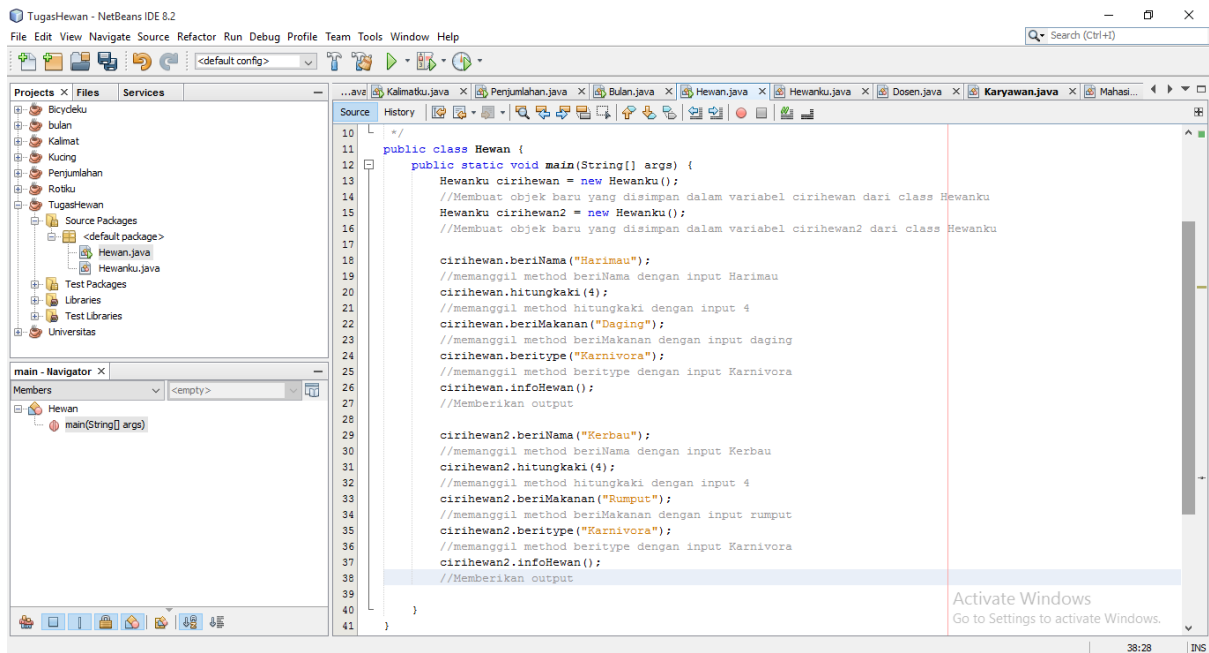 TugasHewan - NetBeans IDE 8.2
File Edit View Navigate Source Refactor Run Debug Profile Team Tools Window Help
Search (Ctrl+I)
<default config>
Projects Files Services
Bicycleku
bulan
Kalimat
Kucing
Penjumlahan
Rotiku
TugasHewan
Source Packages
<default package>
Hewan.java
Hewanku.java
Test Packages
Libraries
Test Libraries
Universitas
main - Navigator
Members <empty>
Hewan
main(String[] args)
...ava Kalimatku.java Penjumlahan.java Bulan.java Hewan.java Hewanku.java Dosen.java Karyawan.java Mahasi...
Source History
10 */
11 public class Hewan {
12 public static void main(String[] args) {
13 Hewanku cirihewan = new Hewanku();
14 //Membuat objek baru yang disimpan dalam variabel cirihewan dari class Hewanku
15 Hewanku cirihewan2 = new Hewanku();
16 //Membuat objek baru yang disimpan dalam variabel cirihewan2 dari class Hewanku
17
18 cirihewan.beriNama("Harimau");
19 //memanggil method beriNama dengan input Harimau
20 cirihewan.hitungkaki(4);
21 //memanggil method hitungkaki dengan input 4
22 cirihewan.beriMakanan("Daging");
23 //memanggil method beriMakanan dengan input daging
24 cirihewan.beritype("Karnivora");
25 //memanggil method beritype dengan input Karnivora
26 cirihewan.infoHewan();
27 //Memberikan output
28
29 cirihewan2.beriNama("Kerbau");
30 //memanggil method beriNama dengan input Kerbau
31 cirihewan2.hitungkaki(4);
32 //memanggil method hitungkaki dengan input 4
33 cirihewan2.beriMakanan("Rumput");
34 //memanggil method beriMakanan dengan input rumput
35 cirihewan2.beritype("Karnivora");
36 //memanggil method beritype dengan input Karnivora
37 cirihewan2.infoHewan();
38 //Memberikan output
39
40 }
41 }
Activate Windows
Go to Settings to activate Windows.
38:28 INS